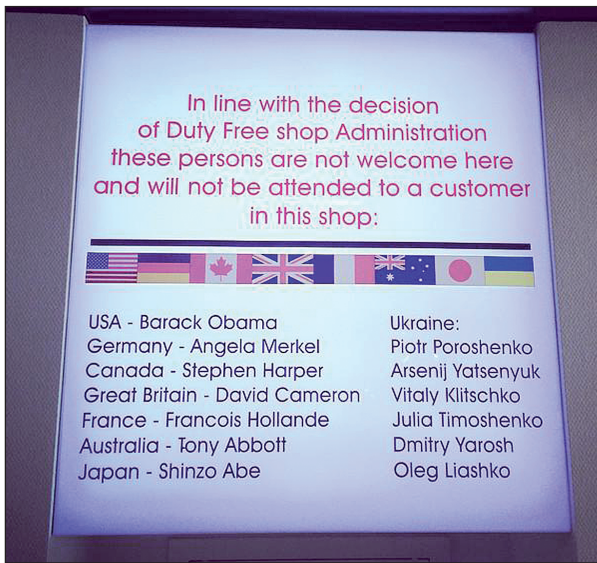 In line with the decision
of Duty Free shop Administration
these persons are not welcome here
and will not be attended to a customer
in this shop:
USA - Barack Obama
Germany - Angela Merkel
Canada - Stephen Harper
Great Britain - David Cameron
France - Francois Hollande
Australia - Tony Abbott
Japan - Shinzo Abe
Ukraine:
Piotr Poroshenko
Arsenij Yatsenyuk
Vitaly Klitschko
Julia Timoshenko
Dmitry Yarosh
Oleg Liashko